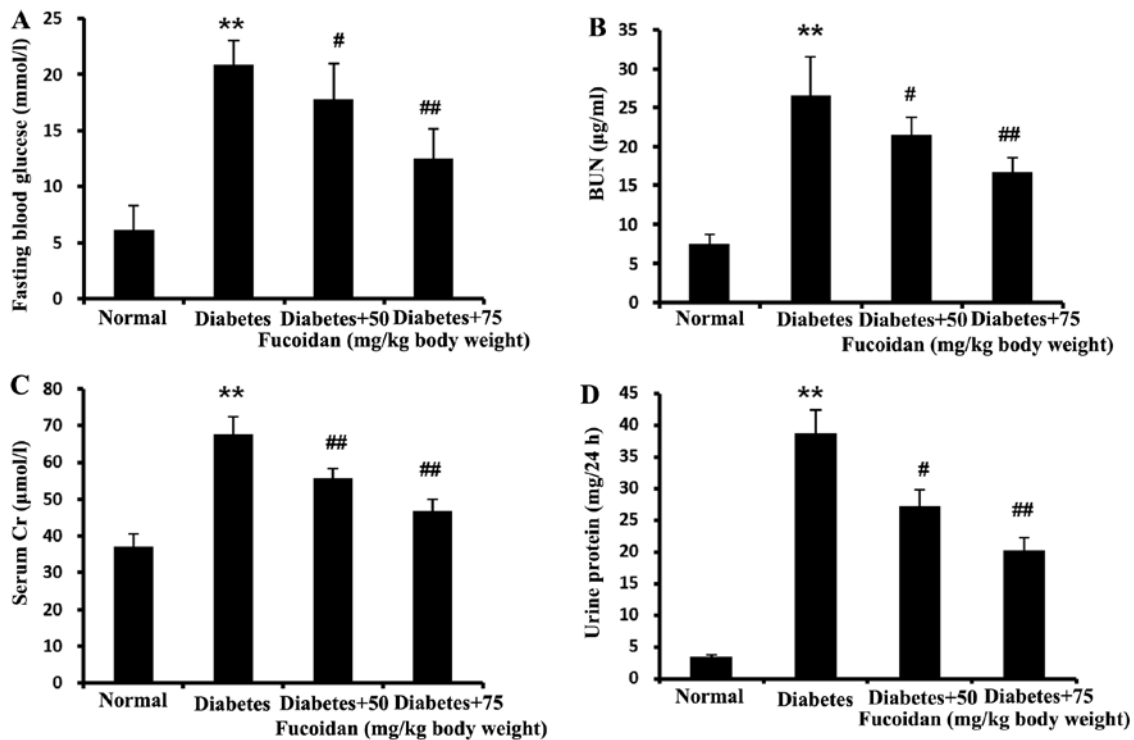 A
Fasting blood glucese (mmol/l)
25
20
15
10
5
0
**
#
##
Normal
Diabetes
Diabetes+50
Diabetes+75
Fucoidan (mg/kg body weight)
B
BUN (μg/ml)
35
30
25
20
15
10
5
0
**
#
##
Normal
Diabetes
Diabetes+50
Diabetes+75
Fucoidan (mg/kg body weight)
C
Serum Cr (μmol/l)
80
70
60
50
40
30
20
10
0
**
##
##
Normal
Diabetes
Diabetes+50
Diabetes+75
Fucoidan (mg/kg body weight)
D
Urine protein (mg/24 h)
45
40
35
30
25
20
15
10
5
0
**
#
##
Normal
Diabetes
Diabetes+50
Diabetes+75
Fucoidan (mg/kg body weight)